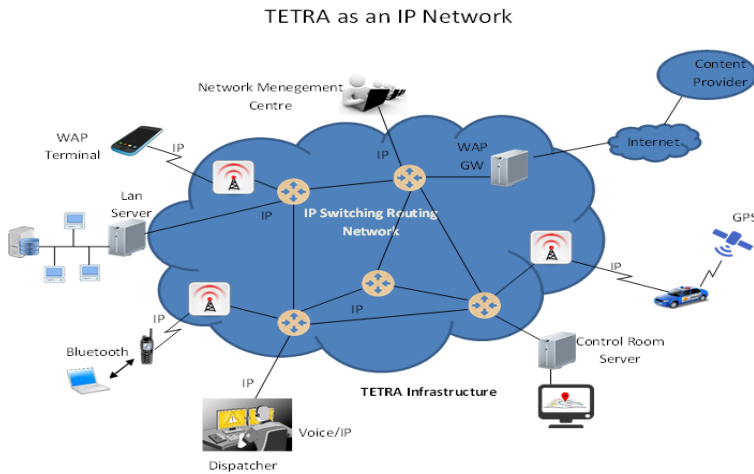 TETRA as an IP Network
Content
Provider
Network Menegement
Centre
WAP
Terminal
IP
IP
WAP
GW
Internet
Lan
Server
IP
IP Switching Routing
Network
GPS
IP
IP
IP
Bluetooth
Control Room
Server
IP
TETRA Infrastructure
Voice/IP
Dispatcher